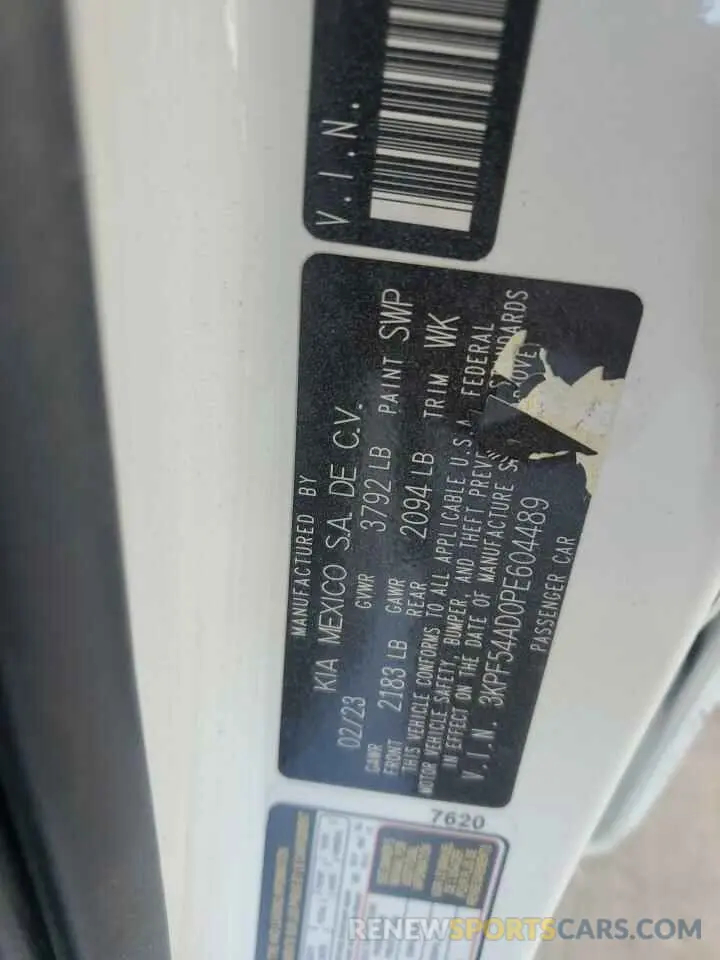 V.I.N.
MANUFACTURED BY
KIA MEXICO S.A. DE C.V.
02/23 GVWR 3792 LB PAINT SWP
GAWR FRONT 2183 LB GAWR REAR 2094 LB TRIM WK
THIS VEHICLE CONFORMS TO ALL APPLICABLE U.S.A. FEDERAL
MOTOR VEHICLE SAFETY, BUMPER, AND THEFT PREVE STANDARDS
IN EFFECT ON THE DATE OF MANUFACTURE
V.I.N. 3KPF54AD0PE604489
PASSENGER CAR
7620
RENEWSPORTSCARS.COM